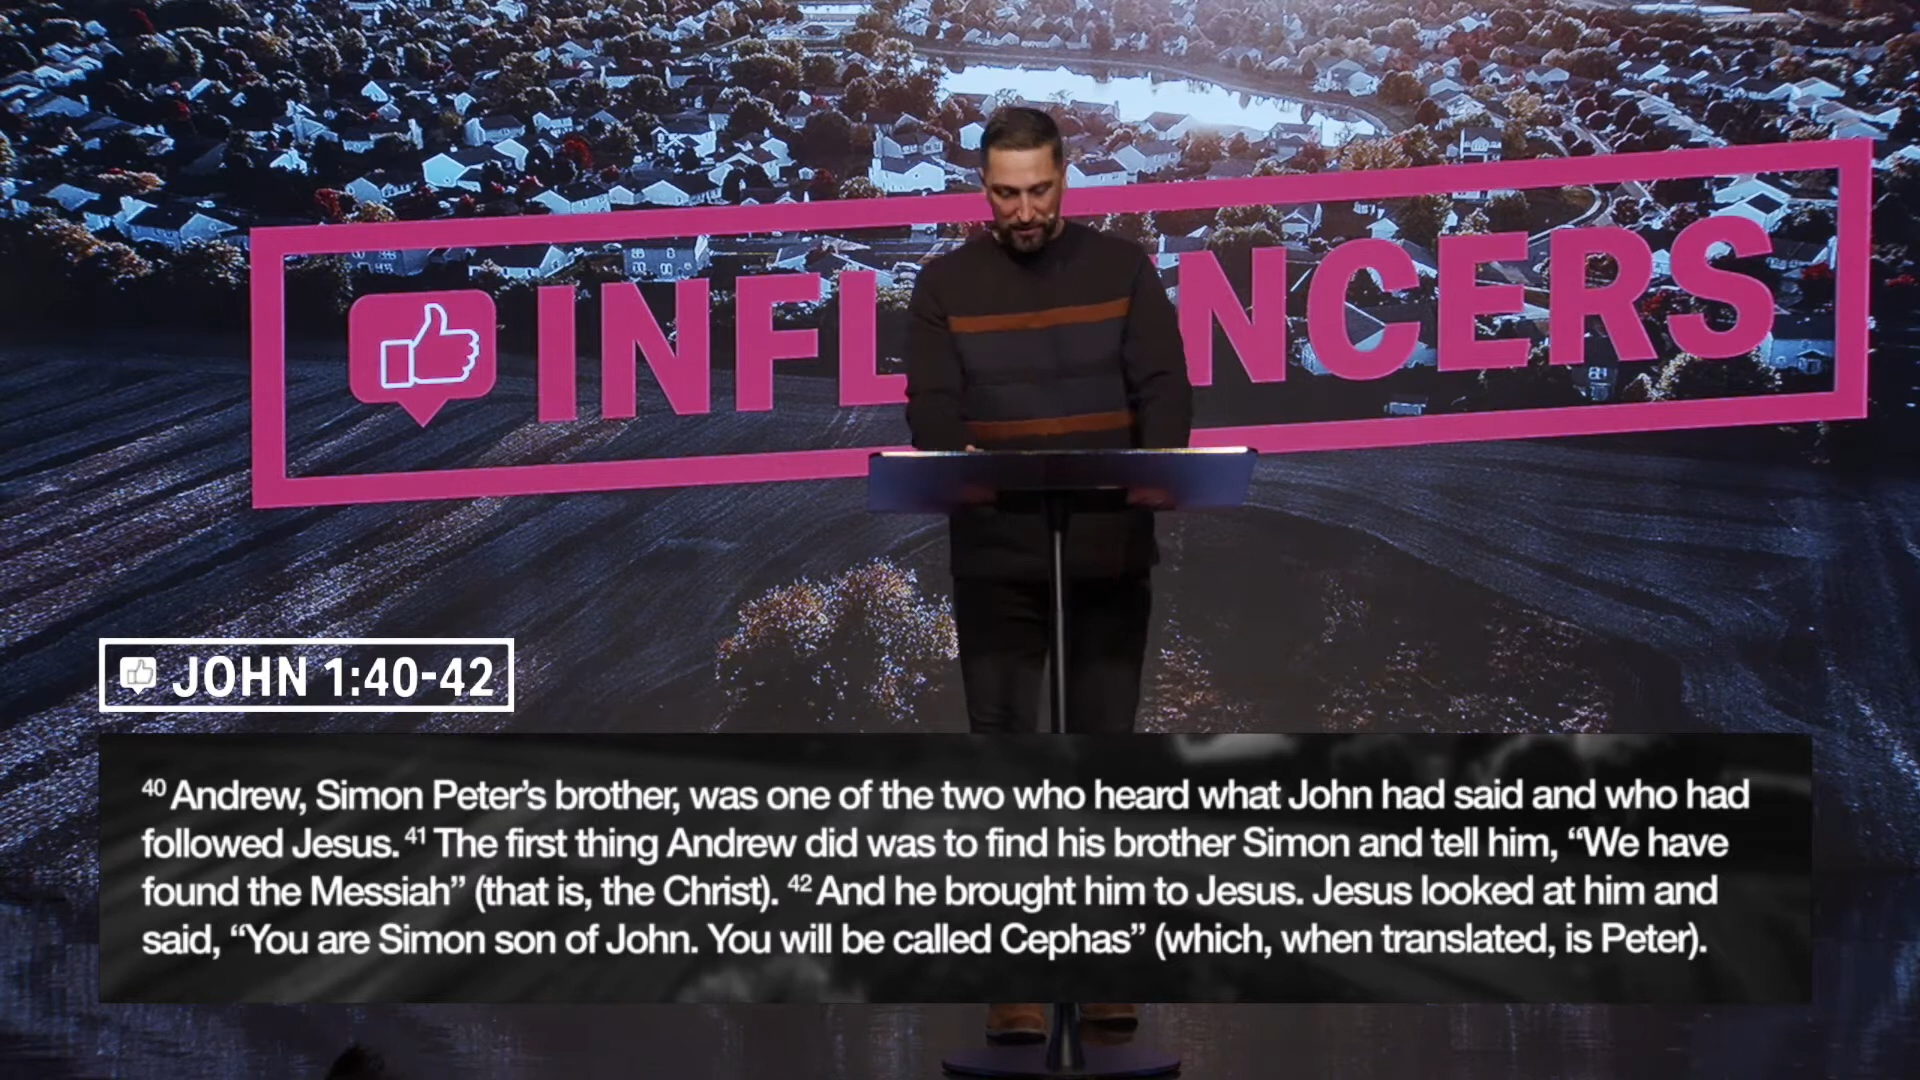 INFLUENCERS
JOHN 1:40-42
40 Andrew, Simon Peter’s brother, was one of the two who heard what John had said and who had
followed Jesus. 41 The first thing Andrew did was to find his brother Simon and tell him, “We have
found the Messiah” (that is, the Christ). 42 And he brought him to Jesus. Jesus looked at him and
said, “You are Simon son of John. You will be called Cephas” (which, when translated, is Peter).